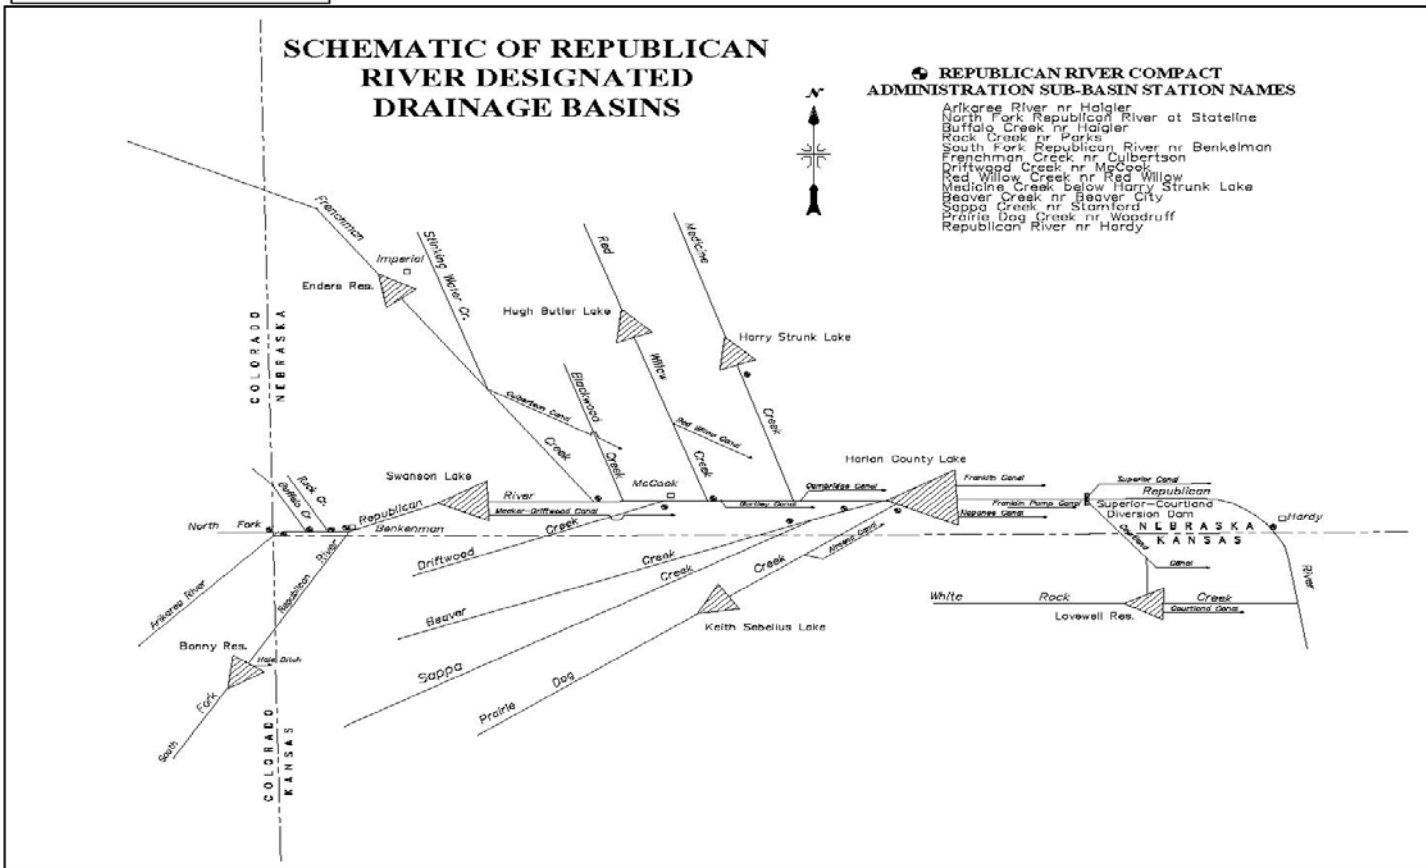 SCHEMATIC OF REPUBLICAN
RIVER DESIGNATED
DRAINAGE BASINS
N
REPUBLICAN RIVER COMPACT
ADMINISTRATION SUB-BASIN STATION NAMES
Arikaree River nr Haigler
North Fork Republican River at Stateline
Buffalo Creek nr Haigler
Rock Creek nr Parks
South Fork Republican River nr Benkelman
Frenchman Creek nr Culbertson
Driftwood Creek nr McCook
Red Willow Creek nr Red Willow
Medicine Creek below Harry Strunk Lake
Beaver Creek nr Beaver City
Sappa Creek nr Stamford
Prairie Dog Creek nr Woodruff
Republican River nr Hardy
Frenchman
Imperial
Enders Res.
Stinking Water Cr.
Red
Medicine
Hugh Butler Lake
Harry Strunk Lake
COLORADO
NEBRASKA
Blackwood
Willow
Culbertson Canal
Red Willow Canal
Creek
Creek
Creek
Creek
Swanson Lake
McCook
Harlan County Lake
Rock Cr.
Buffalo Cr.
Republican
River
Cambridge Canal
Franklin Canal
Superior Canal
Meeker-Driftwood Canal
Bartley Canal
Franklin Pump Canal
Republican
North Fork
Benkenman
Naponee Canal
Superior-Courtland
Diversion Dam
Hardy
NEBRASKA
KANSAS
Driftwood
Creek
Almena Canal
Courtland
Canal
Arikaree River
Republican
River
Beaver
Creek
Sappa
Creek
Prairie
Dog
Creek
Keith Sebelius Lake
White
Rock
Creek
River
Lovewell Res.
Courtland Canal
Bonny Res.
Hale Ditch
South
Fork
COLORADO
KANSAS